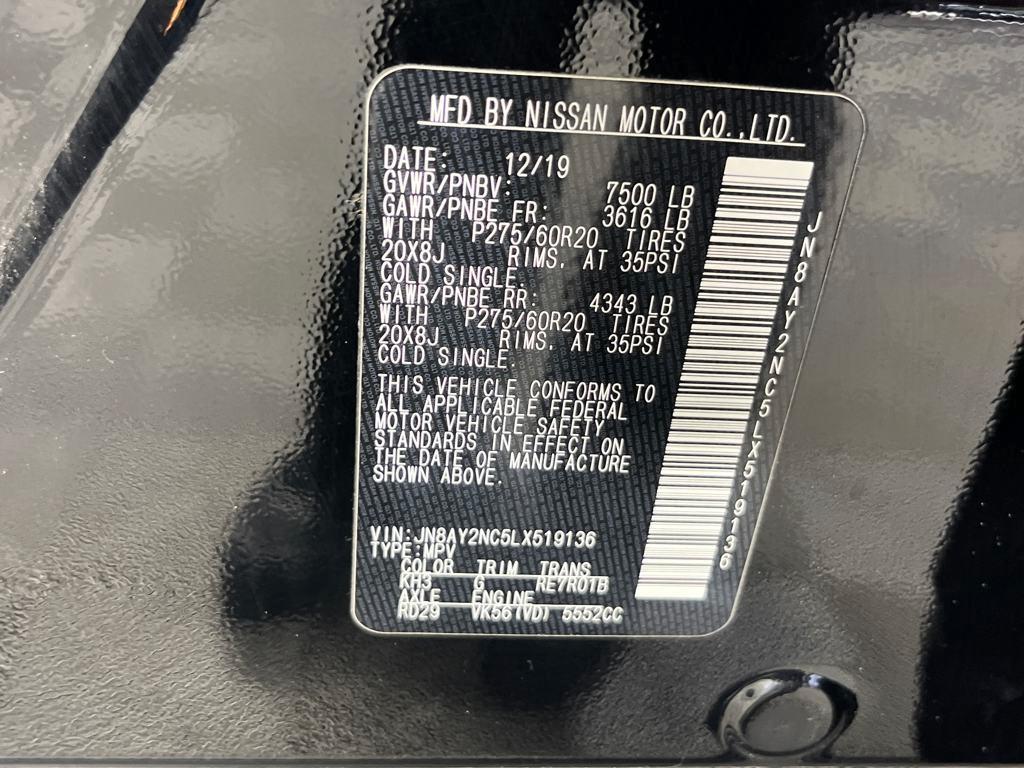 MFD BY NISSAN MOTOR CO.,LTD.
DATE: 12/19
GVWR/PNBV: 7500 LB
GAWR/PNBE FR: 3616 LB
WITH P275/60R20 TIRES
20X8J RIMS, AT 35PSI
COLD SINGLE.
GAWR/PNBE RR: 4343 LB
WITH P275/60R20 TIRES
20X8J RIMS, AT 35PSI
COLD SINGLE.
THIS VEHICLE CONFORMS TO
ALL APPLICABLE FEDERAL
MOTOR VEHICLE SAFETY
STANDARDS IN EFFECT ON
THE DATE OF MANUFACTURE
SHOWN ABOVE.
VIN:JN8AY2NC5LX519136
TYPE:MPV
COLOR TRIM TRANS
KH3 G RE7R01B
AXLE ENGINE
RD29 VK56(VD) 5552CC
JN8AY2NC5LX519136